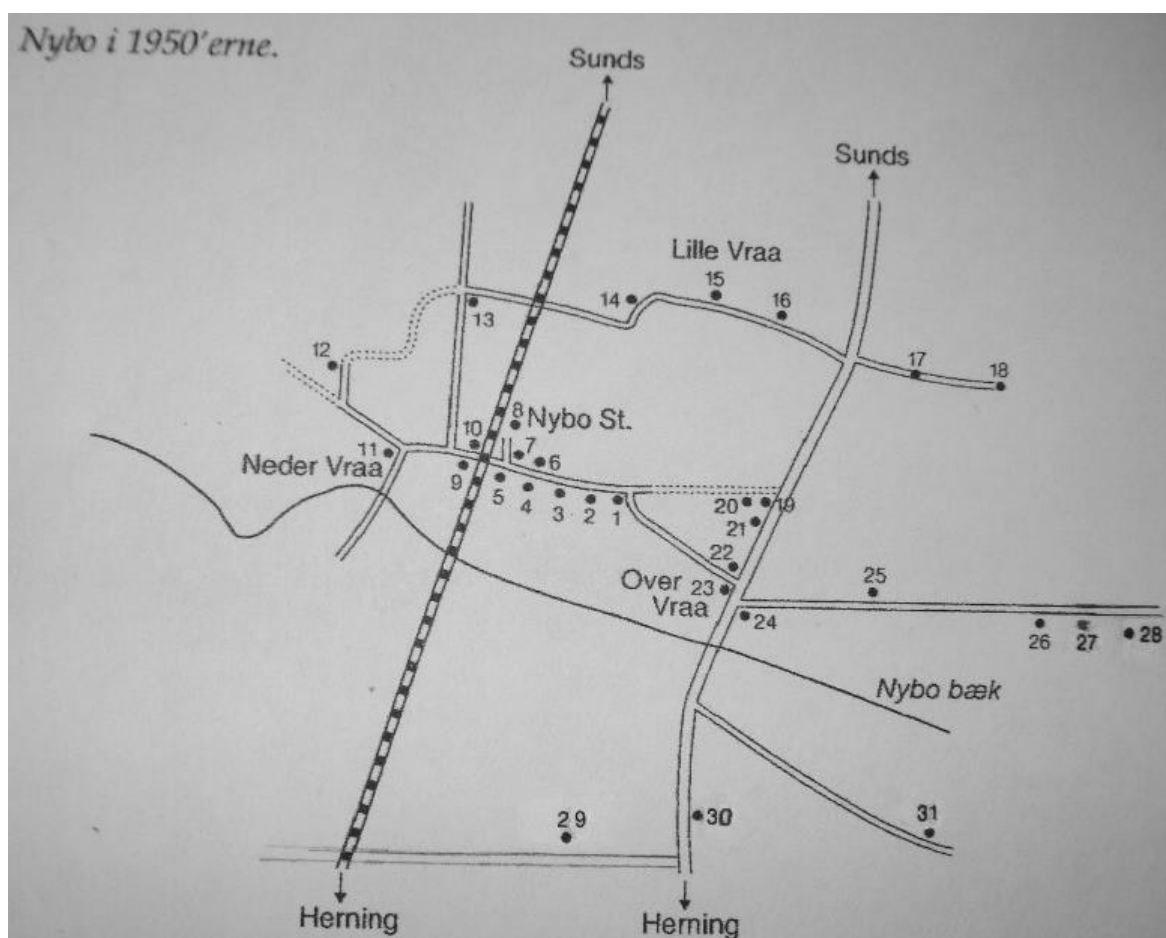 Nybo i 1950'erne.
Sunds
Sunds
Lille Vraa
15
14
16
13
12
17
18
8
Nybo St.
10
7
11
6
Neder Vraa
9
5
4
3
2
1
20
19
21
22
Over
23
Vraa
25
24
26
27
28
Nybo bæk
29
30
31
Herning
Herning